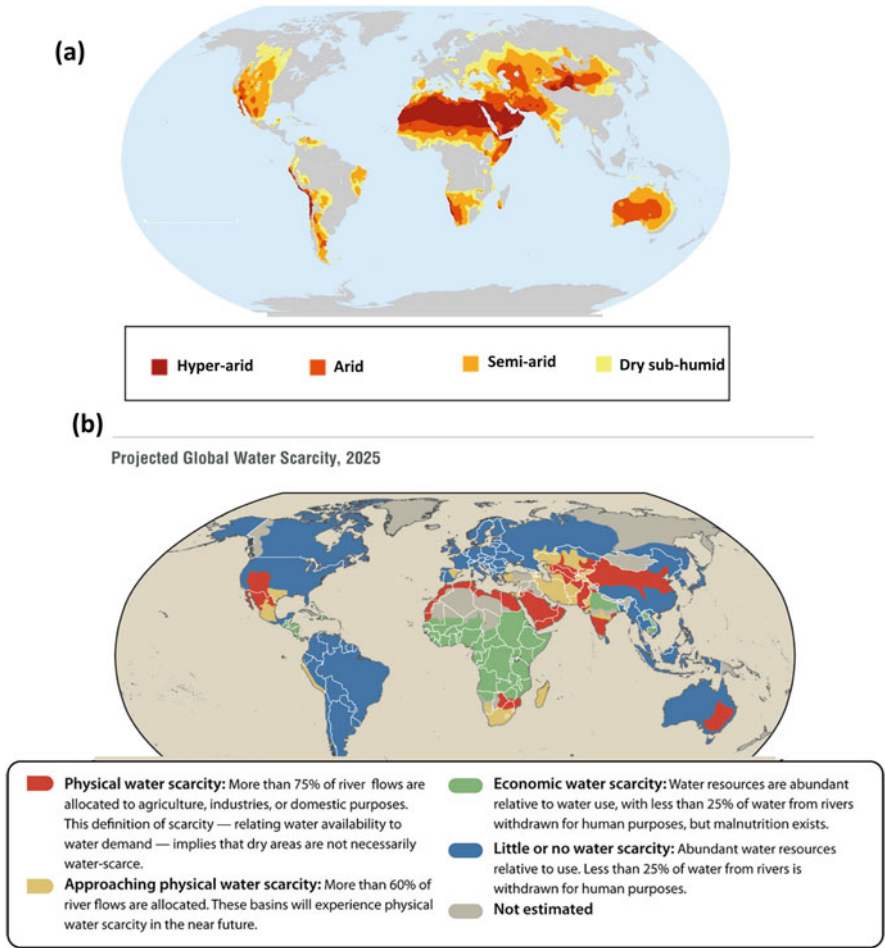 (a)
Hyper-arid
Arid
Semi-arid
Dry sub-humid
(b)
Projected Global Water Scarcity, 2025
Physical water scarcity: More than 75% of river flows are
allocated to agriculture, industries, or domestic purposes.
This definition of scarcity — relating water availability to
water demand — implies that dry areas are not necessarily
water-scarce.
Approaching physical water scarcity: More than 60% of
river flows are allocated. These basins will experience physical
water scarcity in the near future.
Economic water scarcity: Water resources are abundant
relative to water use, with less than 25% of water from rivers
withdrawn for human purposes, but malnutrition exists.
Little or no water scarcity: Abundant water resources
relative to use. Less than 25% of water from rivers is
withdrawn for human purposes.
Not estimated